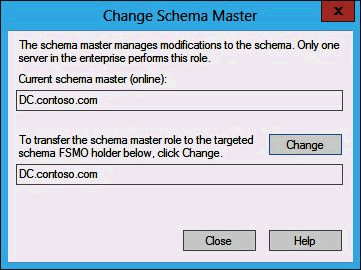 Change Schema Master
x
The schema master manages modifications to the schema. Only one
server in the enterprise performs this role.
Current schema master (online):
DC.contoso.com
To transfer the schema master role to the targeted
schema FSMO holder below, click Change.
Change
DC.contoso.com
Close
Help